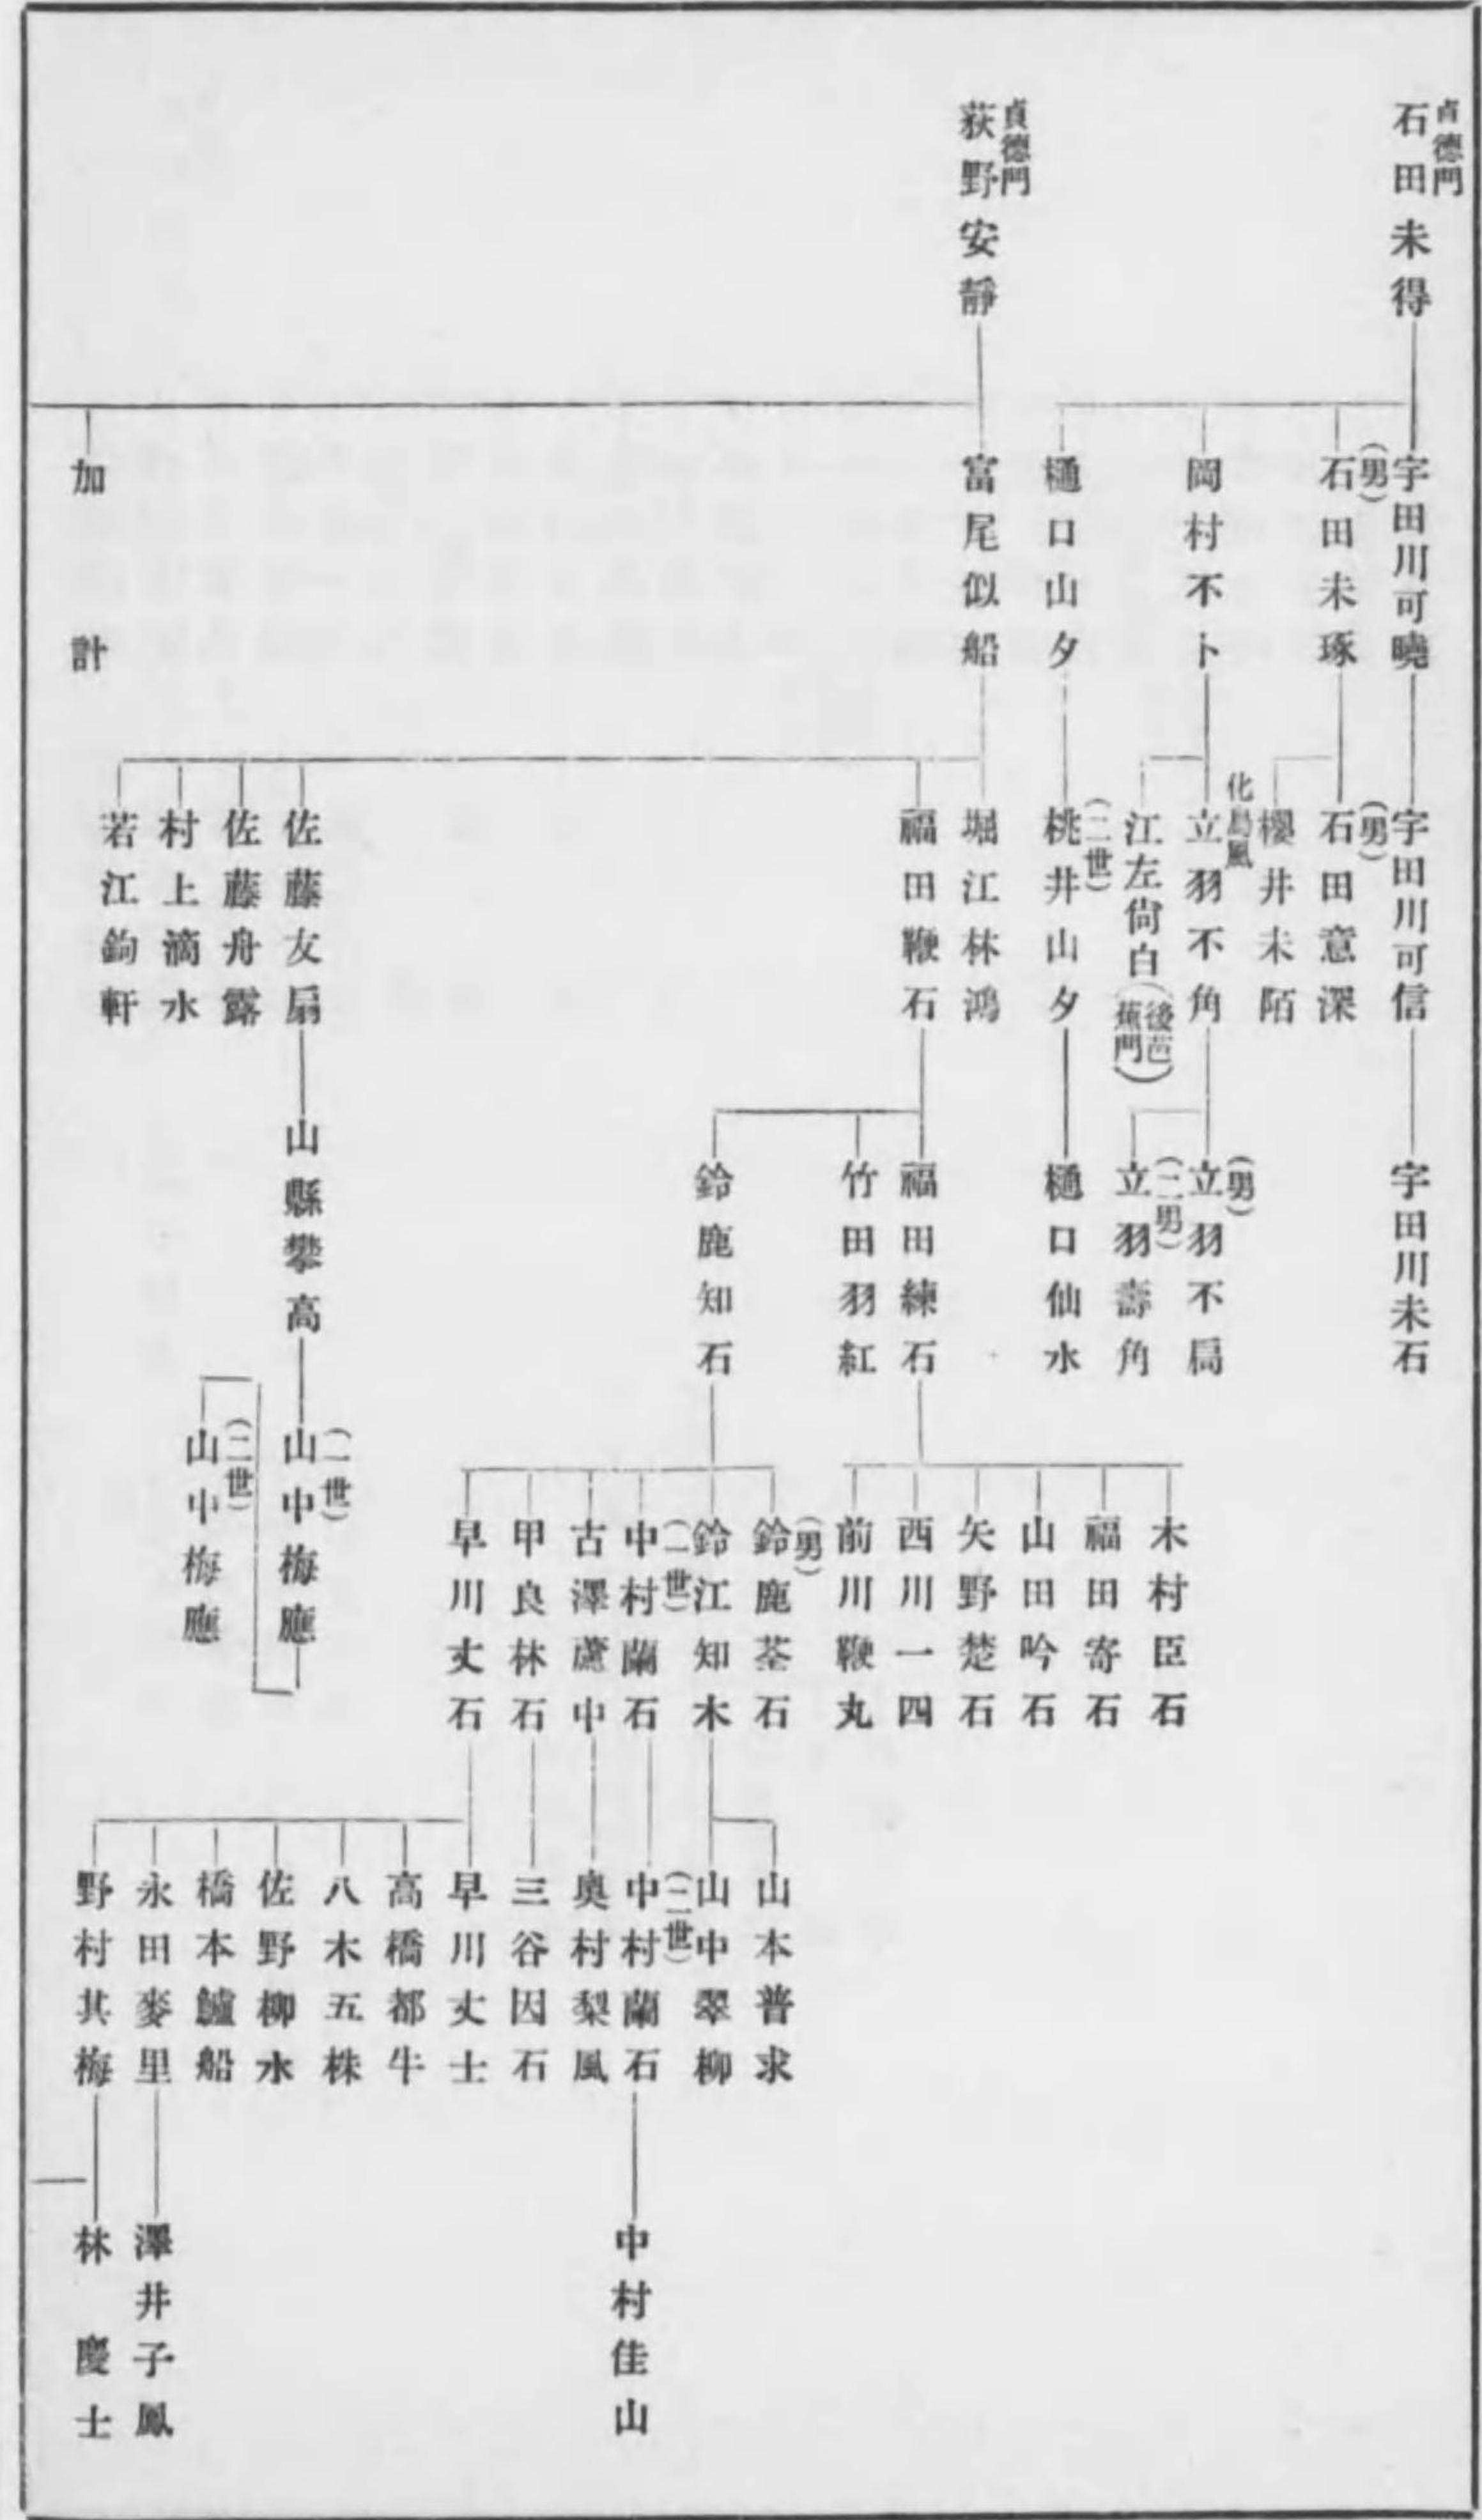 貞德門
石田未得
宇田川可曉
宇田川可信
宇田川未石
(男)
石田未琢
(男)
石田意深
櫻井未陌
岡村不卜
化鳥風
立羽不角
(男)
立羽不扃
(二男)
立羽壽角
江左尙白(後芭蕉門)
樋口山夕
(二世)
桃井山夕
樋口仙水
貞德門
荻野安靜
富尾似船
堀江林鴻
福田鞭石
福田練石
木村臣石
福田寄石
山田吟石
矢野楚石
西川一四
前川鞭丸
竹田羽紅
鈴鹿知石
(男)
鈴鹿荃石
鈴江知木
山本普求
山中翠柳
(一世)
中村蘭石
(二世)
中村蘭石
中村佳山
古澤蘆中
奧村梨風
甲良林石
三谷因石
早川丈石
早川丈士
高橋都牛
八木五株
佐野柳水
橋本鱸船
永田麥里
澤井子鳳
野村其梅
林慶士
佐藤友扇
山縣攀高
(一世)
山中梅應
(二世)
山中梅應
佐藤舟露
村上滴水
若江鉤軒
加計